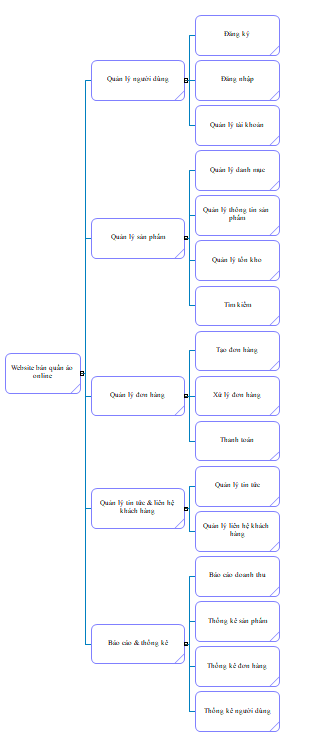 Đăng ký
Quản lý người dùng
Đăng nhập
Quản lý tài khoản
Quản lý danh mục
Quản lý thông tin sản
phẩm
Quản lý sản phẩm
Quản lý tồn kho
Tìm kiếm
Tạo đơn hàng
Website bán quần áo
online
Quản lý đơn hàng
Xử lý đơn hàng
Thanh toán
Quản lý tin tức
Quản lý tin tức & liên hệ
khách hàng
Quản lý liên hệ khách
hàng
Báo cáo doanh thu
Thống kê sản phẩm
Báo cáo & thống kê
Thống kê đơn hàng
Thống kê người dùng